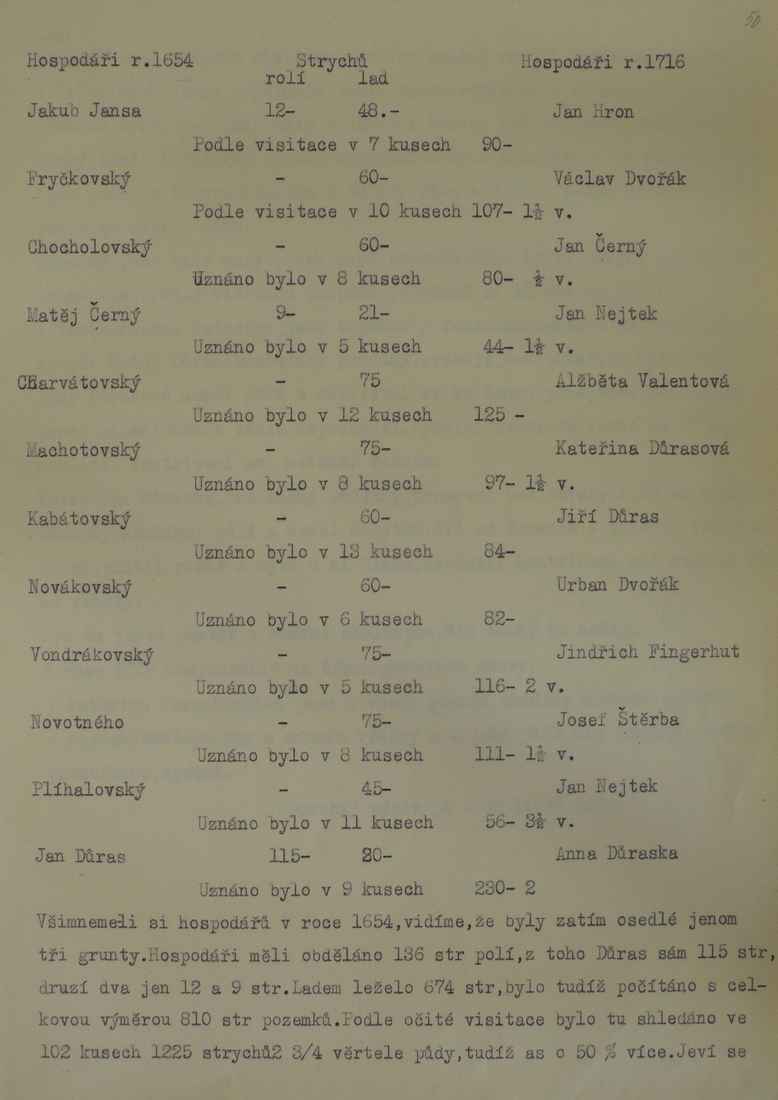 50
Hospodáři r.1654 Strychů Hospodáři r.1716
rolí lad
Jakub Jansa 12- 48.- Jan Hron
Podle visitace v 7 kusech 90-
Fryčkovský - 60- Václav Dvořák
Podle visitace v 10 kusech 107- 1½ v.
Chocholovský - 60- Jan Černý
Uznáno bylo v 8 kusech 80- ½ v.
Matěj Černý 9- 21- Jan Nejtek
Uznáno bylo v 5 kusech 44- 1½ v.
Charvátovský - 75 Alžběta Valentová
Uznáno bylo v 12 kusech 125 -
Machotovský - 75- Kateřina Důrasová
Uznáno bylo v 8 kusech 97- 1½ v.
Kabátovský - 60- Jiří Důras
Uznáno bylo v 13 kusech 84-
Novákovský - 60- Urban Dvořák
Uznáno bylo v 6 kusech 82-
Vondrákovský - 75- Jindřich Fingerhut
Uznáno bylo v 5 kusech 116- 2 v.
Novotného - 75- Josef Štěrba
Uznáno bylo v 8 kusech 111- 1½ v.
Plíhalovský - 45- Jan Nejtek
Uznáno bylo v 11 kusech 56- 3½ v.
Jan Důras 115- 20- Anna Důraska
Uznáno bylo v 9 kusech 230- 2
Všimnemeli si hospodářů v roce 1654,vidíme,že byly zatím osedlé jenom
tři grunty.Hospodáři měli obděláno 136 str polí,z toho Důras sám 115 str,
druzí dva jen 12 a 9 str.Ladem leželo 674 str,bylo tudíž počítáno s cel-
kovou výměrou 810 str pozemků.Podle očité visitace bylo tu shledáno ve
102 kusech 1225 strychů2 3/4 věrtele půdy,tudíž as o 50 % více.Jeví se